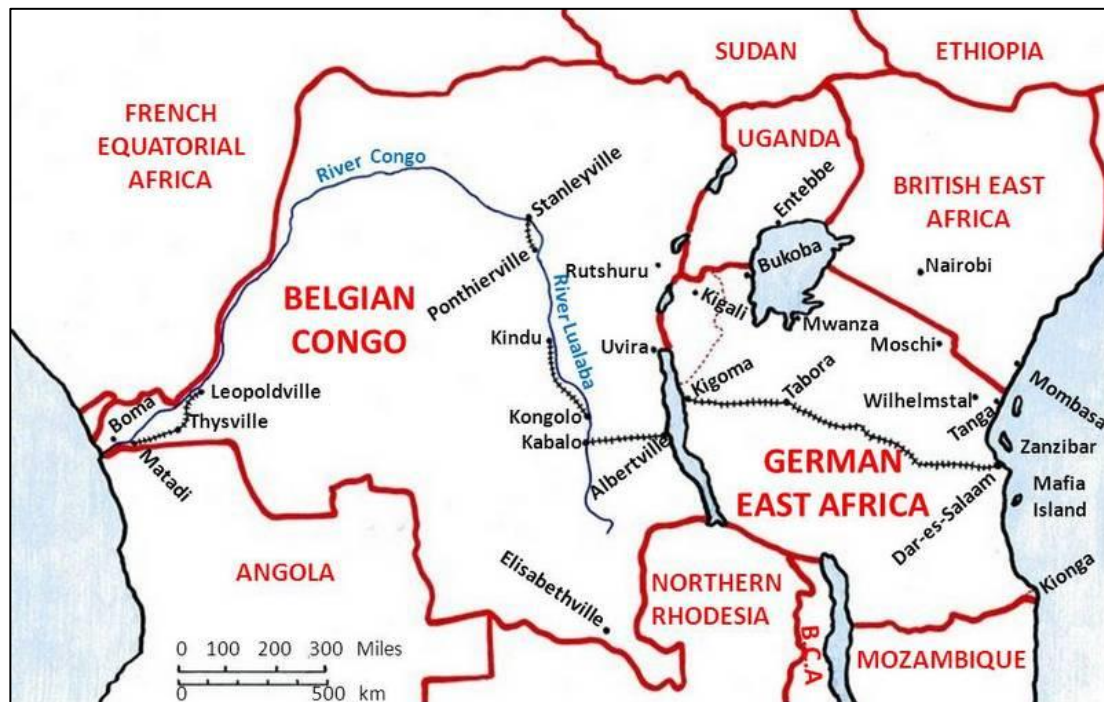 SUDAN
ETHIOPIA
FRENCH
EQUATORIAL
AFRICA
UGANDA
River Congo
Stanleyville
Entebbe
BRITISH EAST
AFRICA
Ponthierville
Rutshuru
Bukoba
Nairobi
BELGIAN
CONGO
River Lualaba
Kigali
Kindu
Mwanza
Uvira
Moschi
Leopoldville
Boma
Kigoma
Tabora
Wilhelmstal
Mombasa
Tanga
Thysville
Kongolo
Kabalo
Zanzibar
Matadi
Albertville
GERMAN
EAST AFRICA
Mafia
Island
Dar-es-Salaam
ANGOLA
Elisabethville
NORTHERN
RHODESIA
Kionga
B.C.A
MOZAMBIQUE
0 100 200 300 Miles
0 500 km